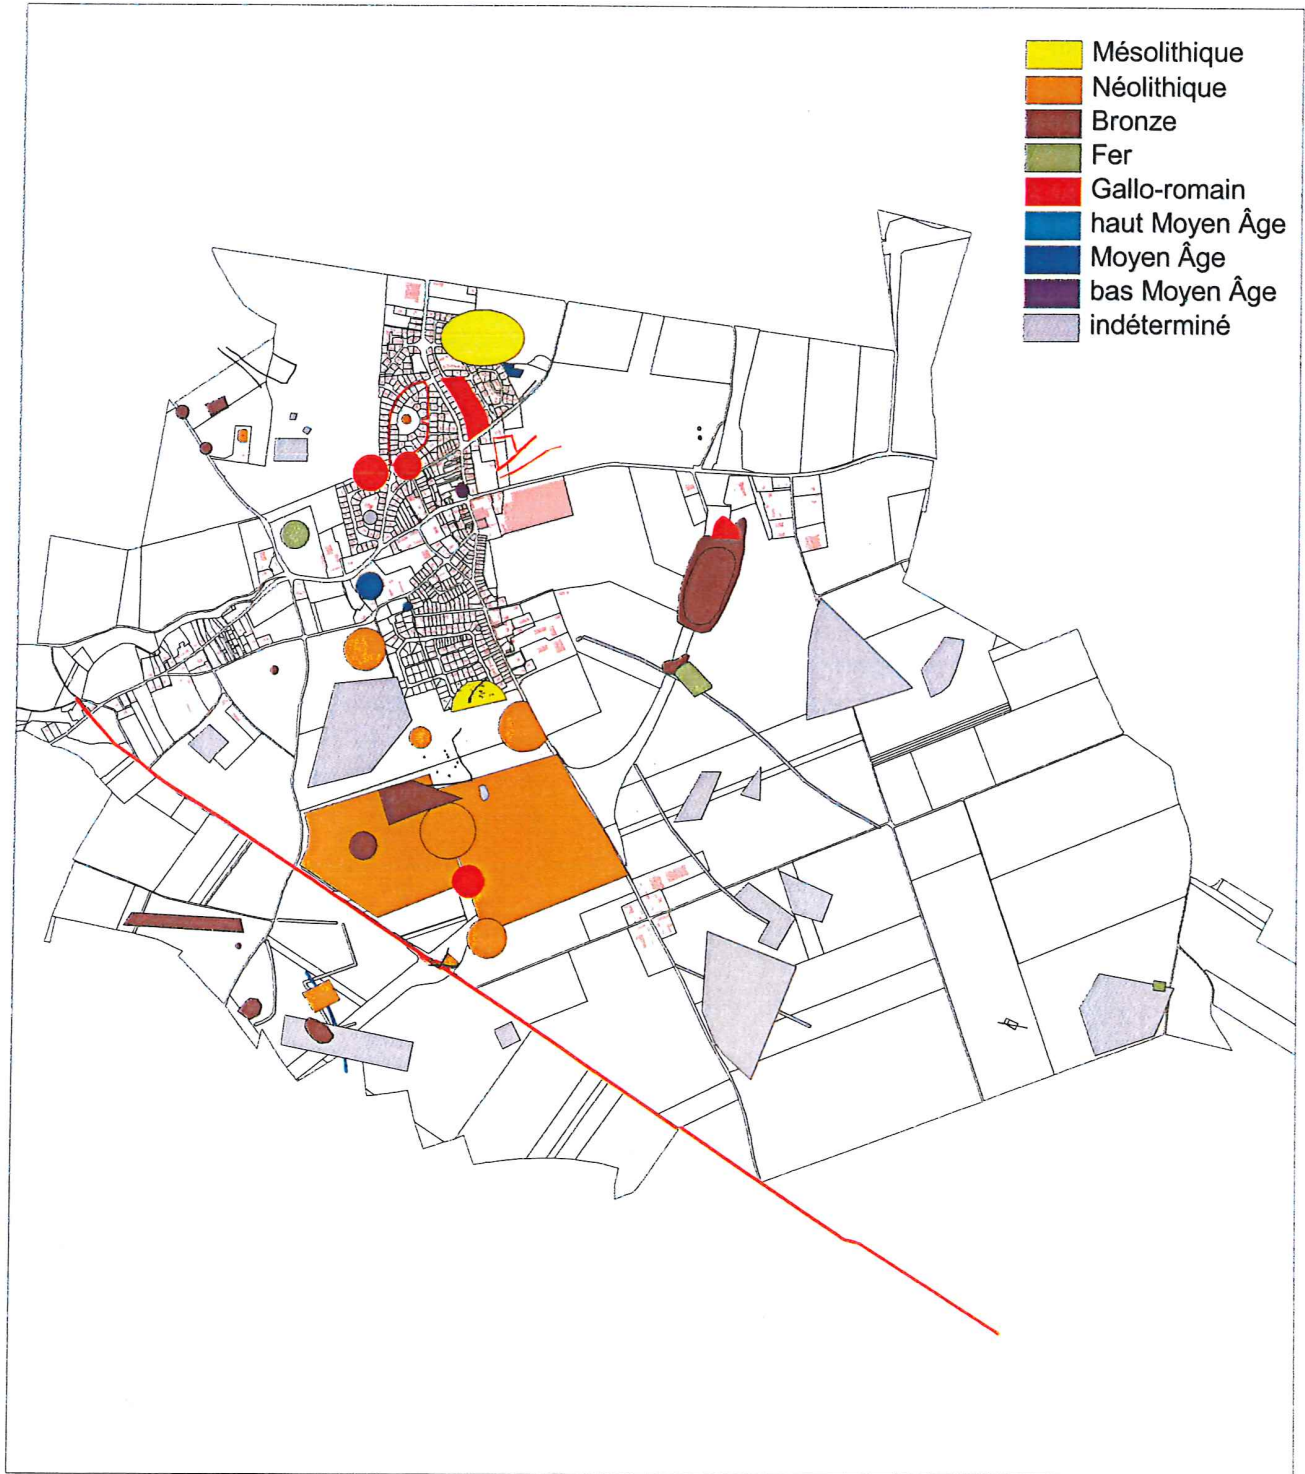 Mésolithique
Néolithique
Bronze
Fer
Gallo-romain
haut Moyen Âge
Moyen Âge
bas Moyen Âge
indéterminé